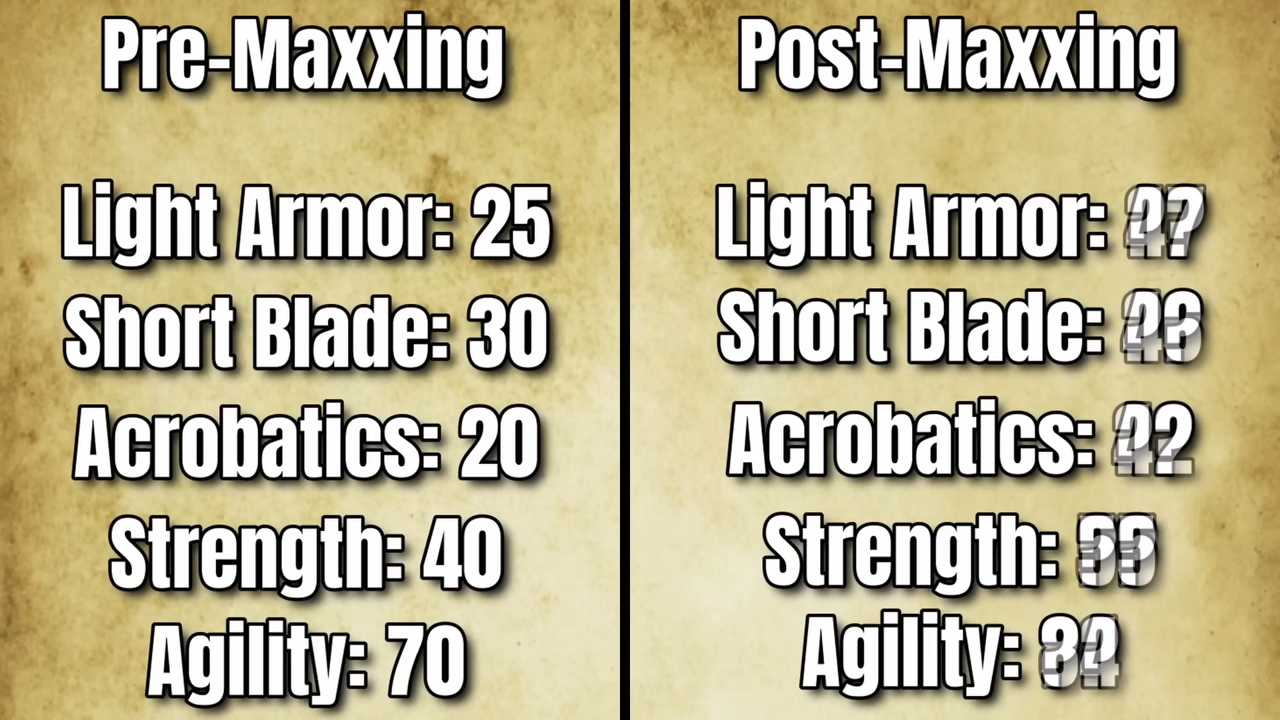 Pre-Maxxing
Light Armor: 25
Short Blade: 30
Acrobatics: 20
Strength: 40
Agility: 70
Post-Maxxing
Light Armor:
Short Blade:
Acrobatics:
Strength:
Agility: